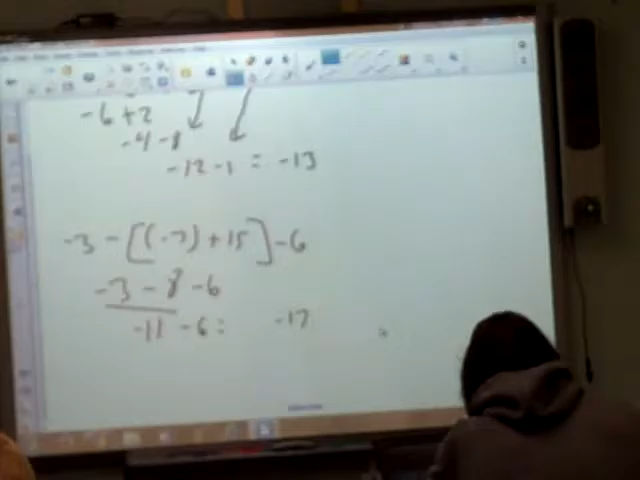 -6 +2
-4 -8
-12 -1 = -13
-3 - [(-7) +15] -6
-3 - 8 -6
-11 -6 = -17